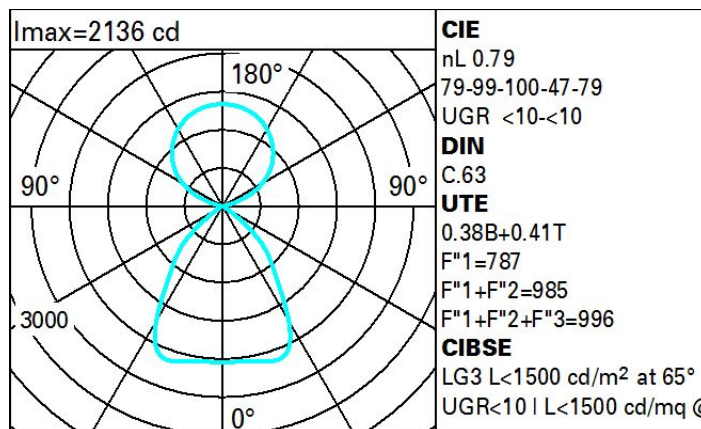 Imax=2136 cd
180°
90°
90°
3000
0°
CIE
nL 0.79
79-99-100-47-79
UGR <10-<10
DIN
C.63
UTE
0.38B+0.41T
F"1=787
F"1+F"2=985
F"1+F"2+F"3=996
CIBSE
LG3 L<1500 cd/m² at 65°
UGR<10 | L<1500 cd/mq @